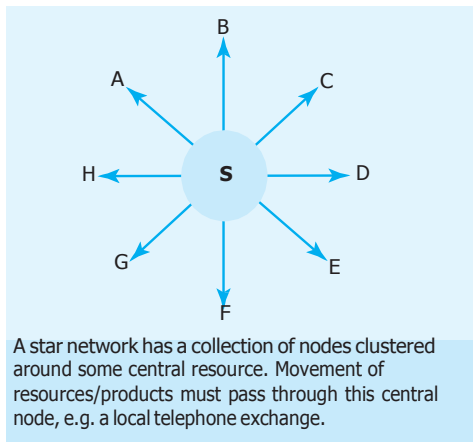 B
A
C
H
S
D
G
E
F
A star network has a collection of nodes clustered
around some central resource. Movement of
resources/products must pass through this central
node, e.g. a local telephone exchange.